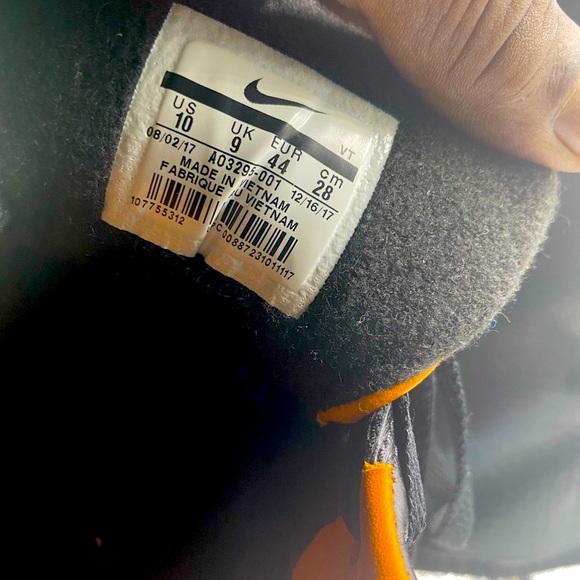 VT
US UK EUR cm
10 9 44 28
08/02/17 12/16/17
MADE IN VIETNAM
FABRIQUE VIETNAM
107755312